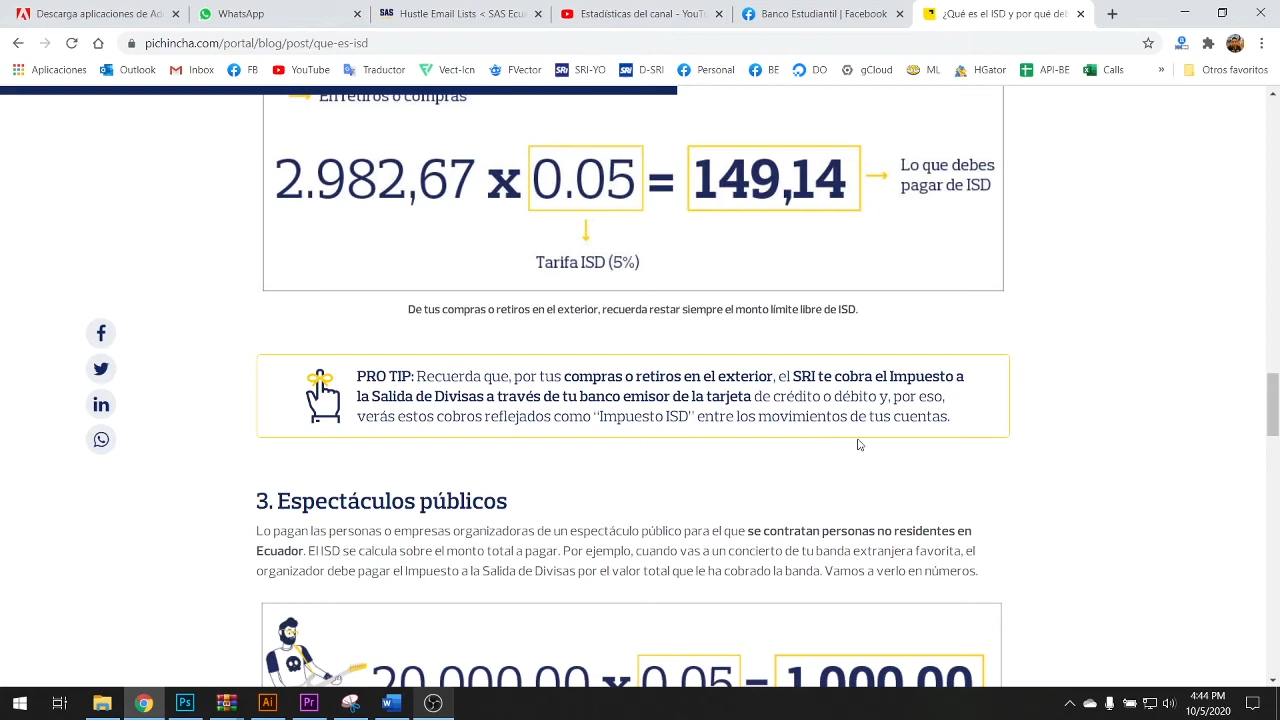 Descargas de aplicaciones de Ad
WhatsApp
Hustle Email Lists < SAS Ecua
Estadísticas del canal - YouTu
Banco Estudiantil | Facebook
¿Qué es el ISD y por qué deb
pichincha.com/portal/blog/post/que-es-isd
Aplicaciones
Outlook
Inbox
FB
YouTube
Traductor
Vect-Icn
FVector
SRI-YO
D-SRI
Personal
BE
DO
gCloud
ML
HGator
API-BE
Calls
»
Otros favoritos
En retiros o compras
2.982,67 x 0.05 = 149,14
Lo que debes
pagar de ISD
Tarifa ISD (5%)
De tus compras o retiros en el exterior, recuerda restar siempre el monto límite libre de ISD.
PRO TIP: Recuerda que, por tus compras o retiros en el exterior, el SRI te cobra el Impuesto a
la Salida de Divisas a través de tu banco emisor de la tarjeta de crédito o débito y, por eso,
verás estos cobros reflejados como “Impuesto ISD” entre los movimientos de tus cuentas.
3. Espectáculos públicos
Lo pagan las personas o empresas organizadoras de un espectáculo público para el que se contratan personas no residentes en
Ecuador. El ISD se calcula sobre el monto total a pagar. Por ejemplo, cuando vas a un concierto de tu banda extranjera favorita, el
organizador debe pagar el Impuesto a la Salida de Divisas por el valor total que le ha cobrado la banda. Vamos a verlo en números.
20.000,00 x 0.05 = 1.000,00
4:44 PM
10/5/2020